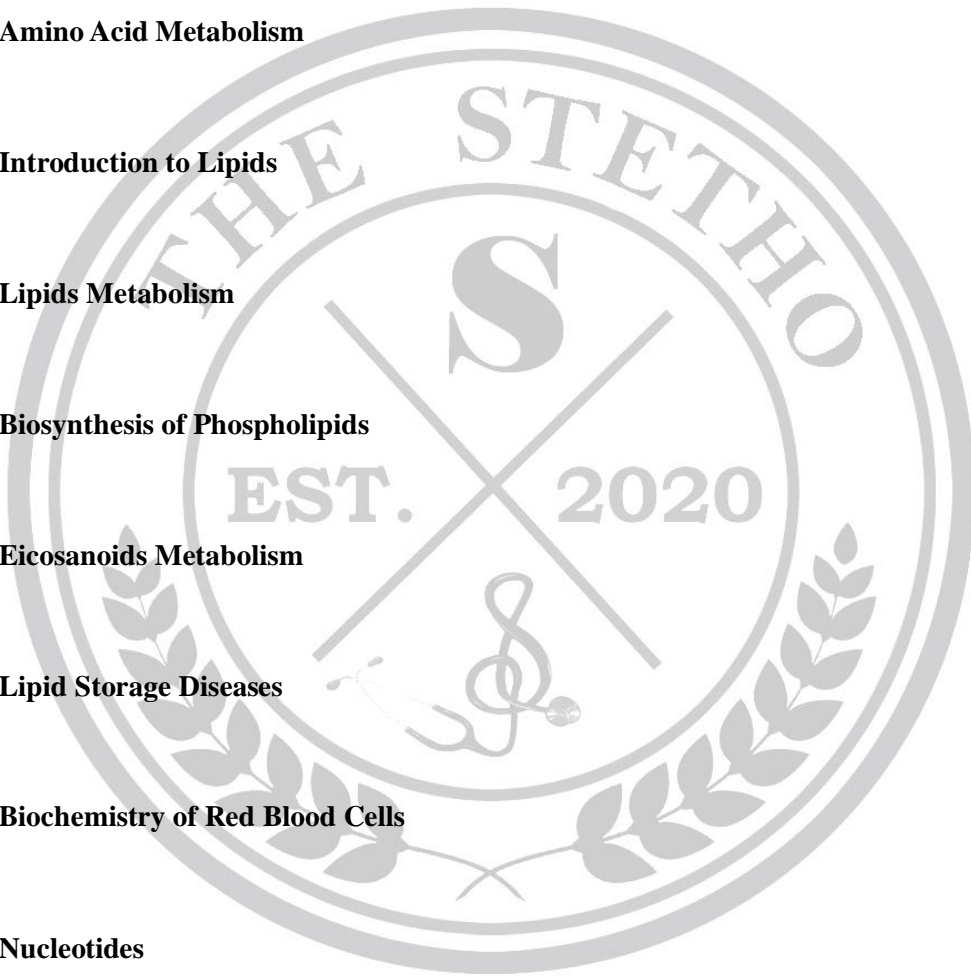 Amino Acid Metabolism
THE STETHO
Introduction to Lipids
S
Lipids Metabolism
Biosynthesis of Phospholipids
EST. 2020
Eicosanoids Metabolism
Lipid Storage Diseases
Biochemistry of Red Blood Cells
Nucleotides